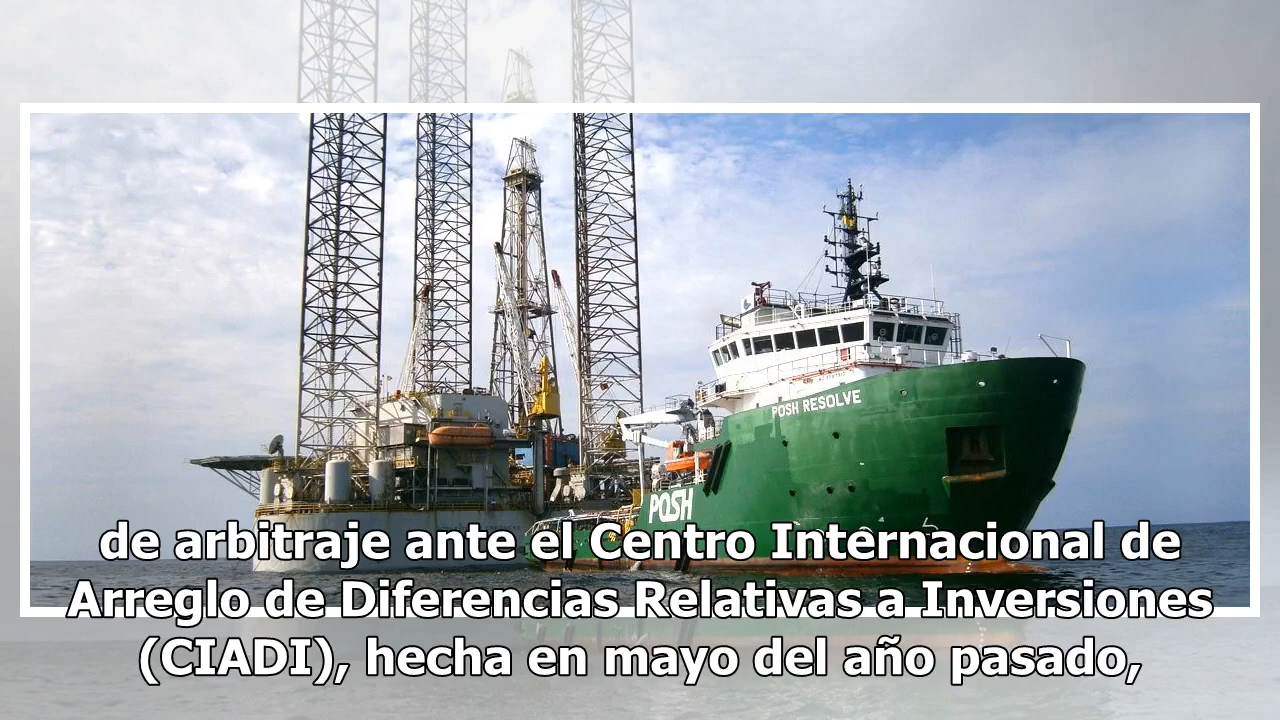 POSH RESOLVE
POSH
de arbitraje ante el Centro Internacional de
Arreglo de Diferencias Relativas a Inversiones
(CIADI), hecha en mayo del año pasado,